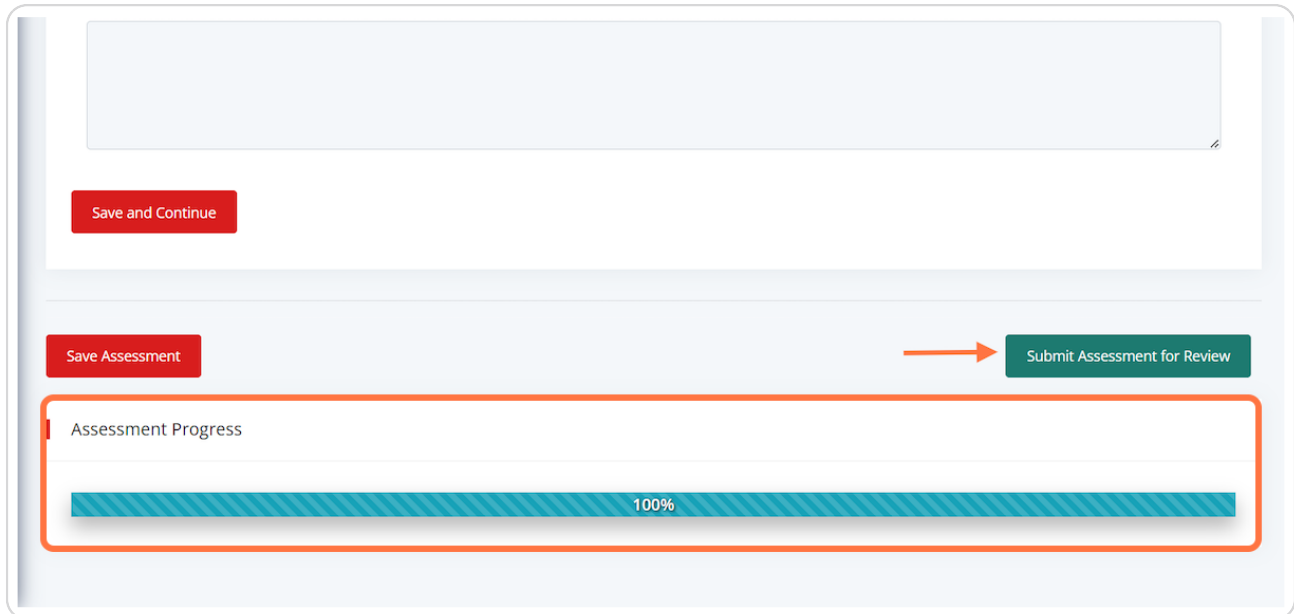 Save and Continue
Save Assessment
Submit Assessment for Review
Assessment Progress
100%